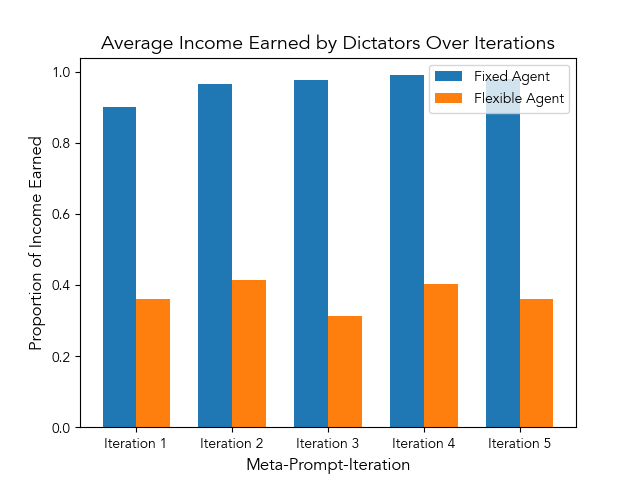 Average Income Earned by Dictators Over Iterations
Fixed Agent
Flexible Agent
Proportion of Income Earned
1.0
0.8
0.6
0.4
0.2
0.0
Iteration 1 Iteration 2 Iteration 3 Iteration 4 Iteration 5
Meta-Prompt-Iteration